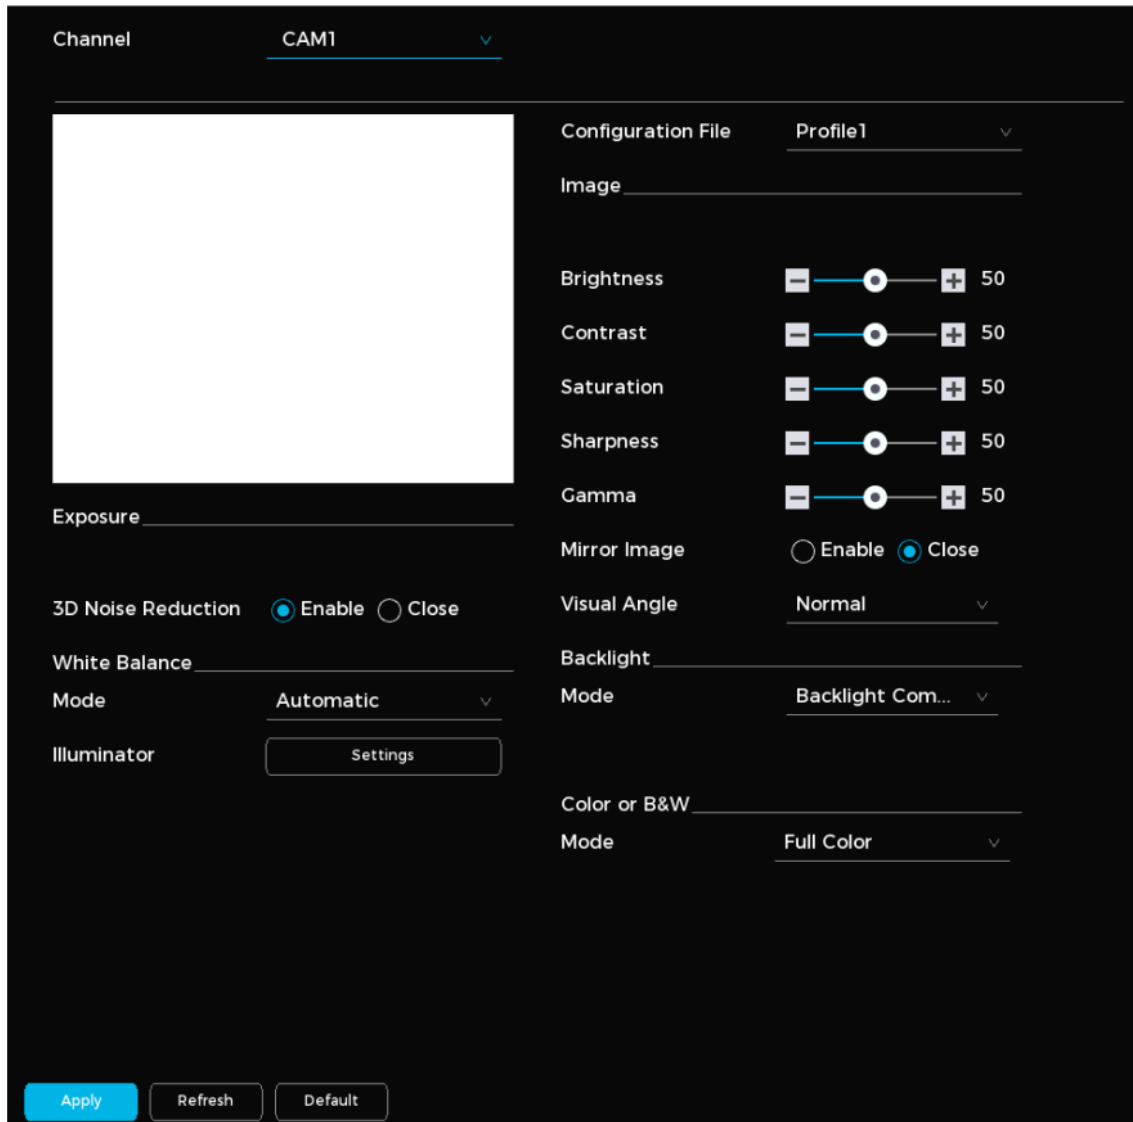 Channel CAM1
Configuration File Profile1
Image
Brightness 50
Contrast 50
Saturation 50
Sharpness 50
Gamma 50
Mirror Image Enable Close
Visual Angle Normal
Backlight
Mode Backlight Com...
Color or B&W
Mode Full Color
Exposure
3D Noise Reduction Enable Close
White Balance
Mode Automatic
Illuminator Settings
Apply Refresh Default